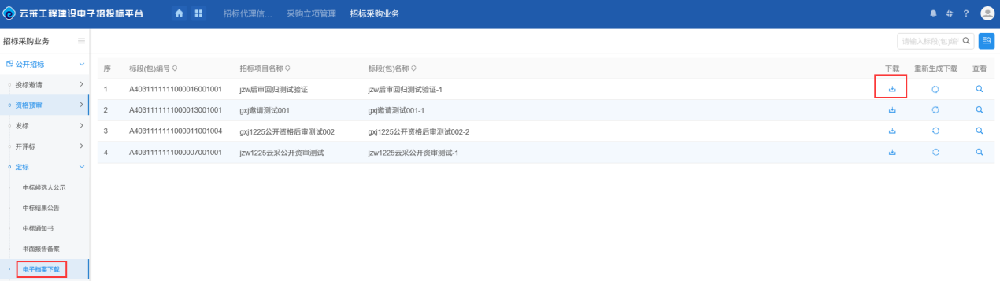 云采工程建设电子招投标平台 招标代理信... 采购立项管理 招标采购业务 ?
招标采购业务
请输入标段(包)编
公开招标
投标邀请
资格预审
发标
开评标
定标
中标候选人公示
中标结果公告
中标通知书
书面报告备案
电子档案下载
序 标段(包)编号 招标项目名称 标段(包)名称 下载 重新生成下载 查看
1 A4031111111000016001001 jzw后审回归测试验证 jzw后审回归测试验证-1
2 A4031111111000013001001 gxj邀请测试001 gxj邀请测试001-1
3 A4031111111000011001004 gxj1225公开资格后审测试002 gxj1225公开资格后审测试002-2
4 A4031111111000007001001 jzw1225云采公开资审测试 jzw1225云采公开资审测试-1